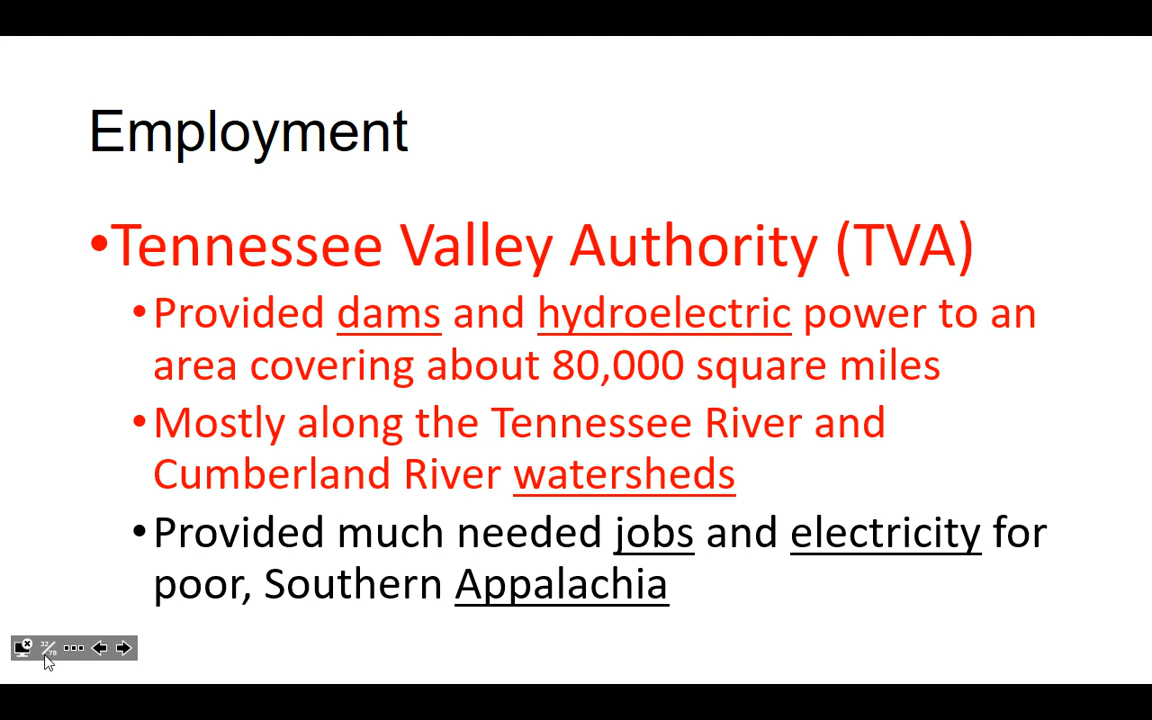 Employment
•Tennessee Valley Authority (TVA)
•Provided dams and hydroelectric power to an
area covering about 80,000 square miles
•Mostly along the Tennessee River and
Cumberland River watersheds
•Provided much needed jobs and electricity for
poor, Southern Appalachia
32/78